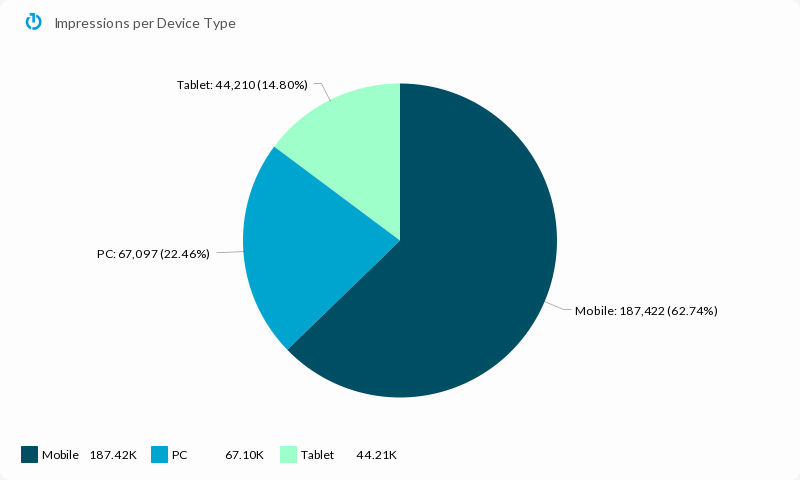 Impressions per Device Type
Tablet: 44,210 (14.80%)
PC: 67,097 (22.46%)
Mobile: 187,422 (62.74%)
Mobile 187.42K PC 67.10K Tablet 44.21K